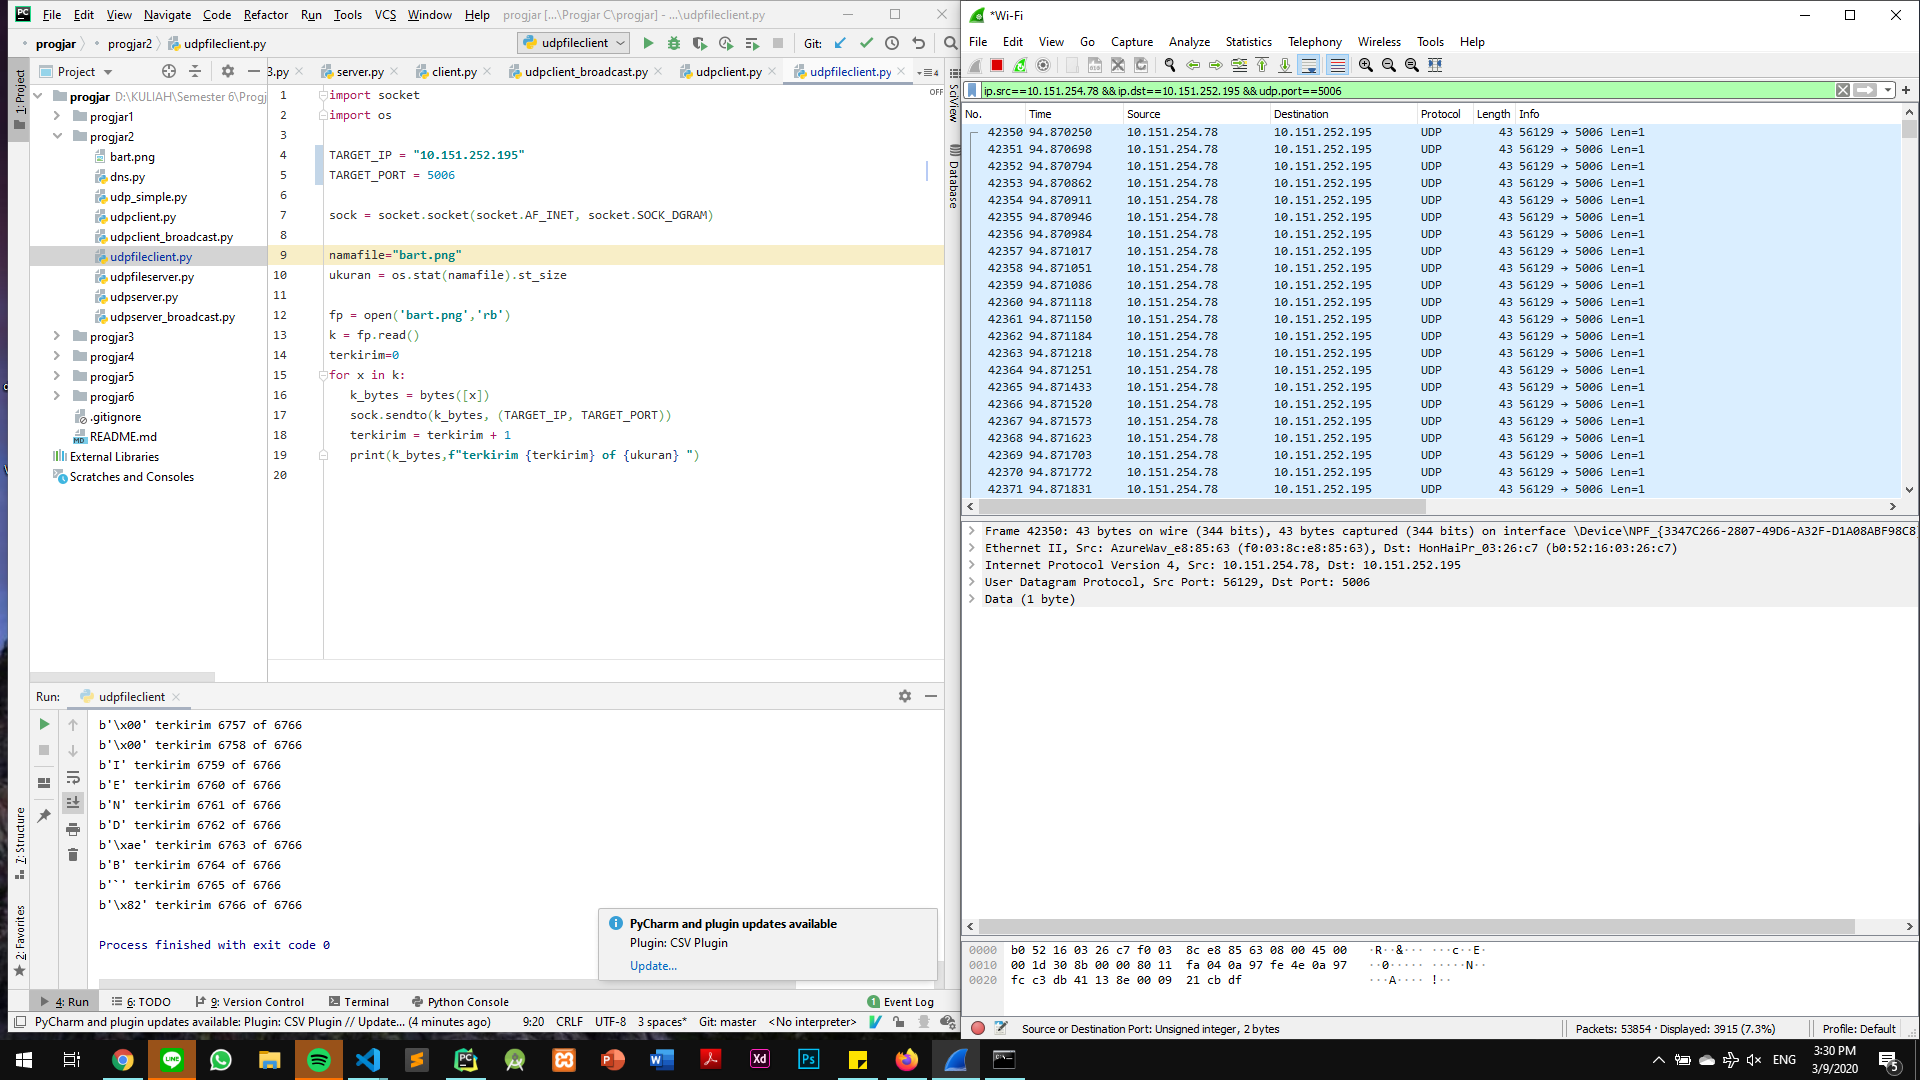 File Edit View Navigate Code Refactor Run Tools VCS Window Help progjar [...\Progjar C\progjar] - ...\udpfileclient.py
progjar progjar2 udpfileclient.py
udpfileclient Git:
1: Project
Project
progjar D:\KULIAH\Semester 6\Progj
progjar1
progjar2
bart.png
dns.py
udp_simple.py
udpclient.py
udpclient_broadcast.py
udpfileclient.py
udpfileserver.py
udpserver.py
udpserver_broadcast.py
progjar3
progjar4
progjar5
progjar6
.gitignore
README.md
External Libraries
Scratches and Consoles
3.py server.py client.py udpclient_broadcast.py udpclient.py udpfileclient.py
OFF
SciView
Database
1 import socket
2 import os
3
4 TARGET_IP = "10.151.252.195"
5 TARGET_PORT = 5006
6
7 sock = socket.socket(socket.AF_INET, socket.SOCK_DGRAM)
8
9 namafile="bart.png"
10 ukuran = os.stat(namafile).st_size
11
12 fp = open('bart.png','rb')
13 k = fp.read()
14 terkirim=0
15 for x in k:
16 k_bytes = bytes([x])
17 sock.sendto(k_bytes, (TARGET_IP, TARGET_PORT))
18 terkirim = terkirim + 1
19 print(k_bytes,f"terkirim {terkirim} of {ukuran} ")
20
Run: udpfileclient
b'\x00' terkirim 6757 of 6766
b'\x00' terkirim 6758 of 6766
b'I' terkirim 6759 of 6766
b'E' terkirim 6760 of 6766
b'N' terkirim 6761 of 6766
b'D' terkirim 6762 of 6766
b'\xae' terkirim 6763 of 6766
b'B' terkirim 6764 of 6766
b'`' terkirim 6765 of 6766
b'\x82' terkirim 6766 of 6766
Process finished with exit code 0
7: Structure
2: Favorites
PyCharm and plugin updates available
Plugin: CSV Plugin
Update...
4: Run 6: TODO 9: Version Control Terminal Python Console 1 Event Log
PyCharm and plugin updates available: Plugin: CSV Plugin // Update... (4 minutes ago) 9:20 CRLF UTF-8 3 spaces* Git: master <No interpreter>
*Wi-Fi
File Edit View Go Capture Analyze Statistics Telephony Wireless Tools Help
ip.src==10.151.254.78 && ip.dst==10.151.252.195 && udp.port==5006
No. Time Source Destination Protocol Length Info
42350 94.870250 10.151.254.78 10.151.252.195 UDP 43 56129 → 5006 Len=1
42351 94.870698 10.151.254.78 10.151.252.195 UDP 43 56129 → 5006 Len=1
42352 94.870794 10.151.254.78 10.151.252.195 UDP 43 56129 → 5006 Len=1
42353 94.870862 10.151.254.78 10.151.252.195 UDP 43 56129 → 5006 Len=1
42354 94.870911 10.151.254.78 10.151.252.195 UDP 43 56129 → 5006 Len=1
42355 94.870946 10.151.254.78 10.151.252.195 UDP 43 56129 → 5006 Len=1
42356 94.870984 10.151.254.78 10.151.252.195 UDP 43 56129 → 5006 Len=1
42357 94.871017 10.151.254.78 10.151.252.195 UDP 43 56129 → 5006 Len=1
42358 94.871051 10.151.254.78 10.151.252.195 UDP 43 56129 → 5006 Len=1
42359 94.871086 10.151.254.78 10.151.252.195 UDP 43 56129 → 5006 Len=1
42360 94.871118 10.151.254.78 10.151.252.195 UDP 43 56129 → 5006 Len=1
42361 94.871150 10.151.254.78 10.151.252.195 UDP 43 56129 → 5006 Len=1
42362 94.871184 10.151.254.78 10.151.252.195 UDP 43 56129 → 5006 Len=1
42363 94.871218 10.151.254.78 10.151.252.195 UDP 43 56129 → 5006 Len=1
42364 94.871251 10.151.254.78 10.151.252.195 UDP 43 56129 → 5006 Len=1
42365 94.871433 10.151.254.78 10.151.252.195 UDP 43 56129 → 5006 Len=1
42366 94.871520 10.151.254.78 10.151.252.195 UDP 43 56129 → 5006 Len=1
42367 94.871573 10.151.254.78 10.151.252.195 UDP 43 56129 → 5006 Len=1
42368 94.871623 10.151.254.78 10.151.252.195 UDP 43 56129 → 5006 Len=1
42369 94.871703 10.151.254.78 10.151.252.195 UDP 43 56129 → 5006 Len=1
42370 94.871772 10.151.254.78 10.151.252.195 UDP 43 56129 → 5006 Len=1
42371 94.871831 10.151.254.78 10.151.252.195 UDP 43 56129 → 5006 Len=1
Frame 42350: 43 bytes on wire (344 bits), 43 bytes captured (344 bits) on interface \Device\NPF_{3347C266-2807-49D6-A32F-D1A08ABF98C8
Ethernet II, Src: AzureWav_e8:85:63 (f0:03:8c:e8:85:63), Dst: HonHaiPr_03:26:c7 (b0:52:16:03:26:c7)
Internet Protocol Version 4, Src: 10.151.254.78, Dst: 10.151.252.195
User Datagram Protocol, Src Port: 56129, Dst Port: 5006
Data (1 byte)
0000 b0 52 16 03 26 c7 f0 03 8c e8 85 63 08 00 45 00 ·R··&··· ···c··E·
0010 00 1d 30 8b 00 00 80 11 fa 04 0a 97 fe 4e 0a 97 ··0····· ·····N··
0020 fc c3 db 41 13 8e 00 09 21 cb df ···A···· !··
Source or Destination Port: Unsigned integer, 2 bytes Packets: 53854 · Displayed: 3915 (7.3%) Profile: Default
ENG 3:30 PM
3/9/2020
5